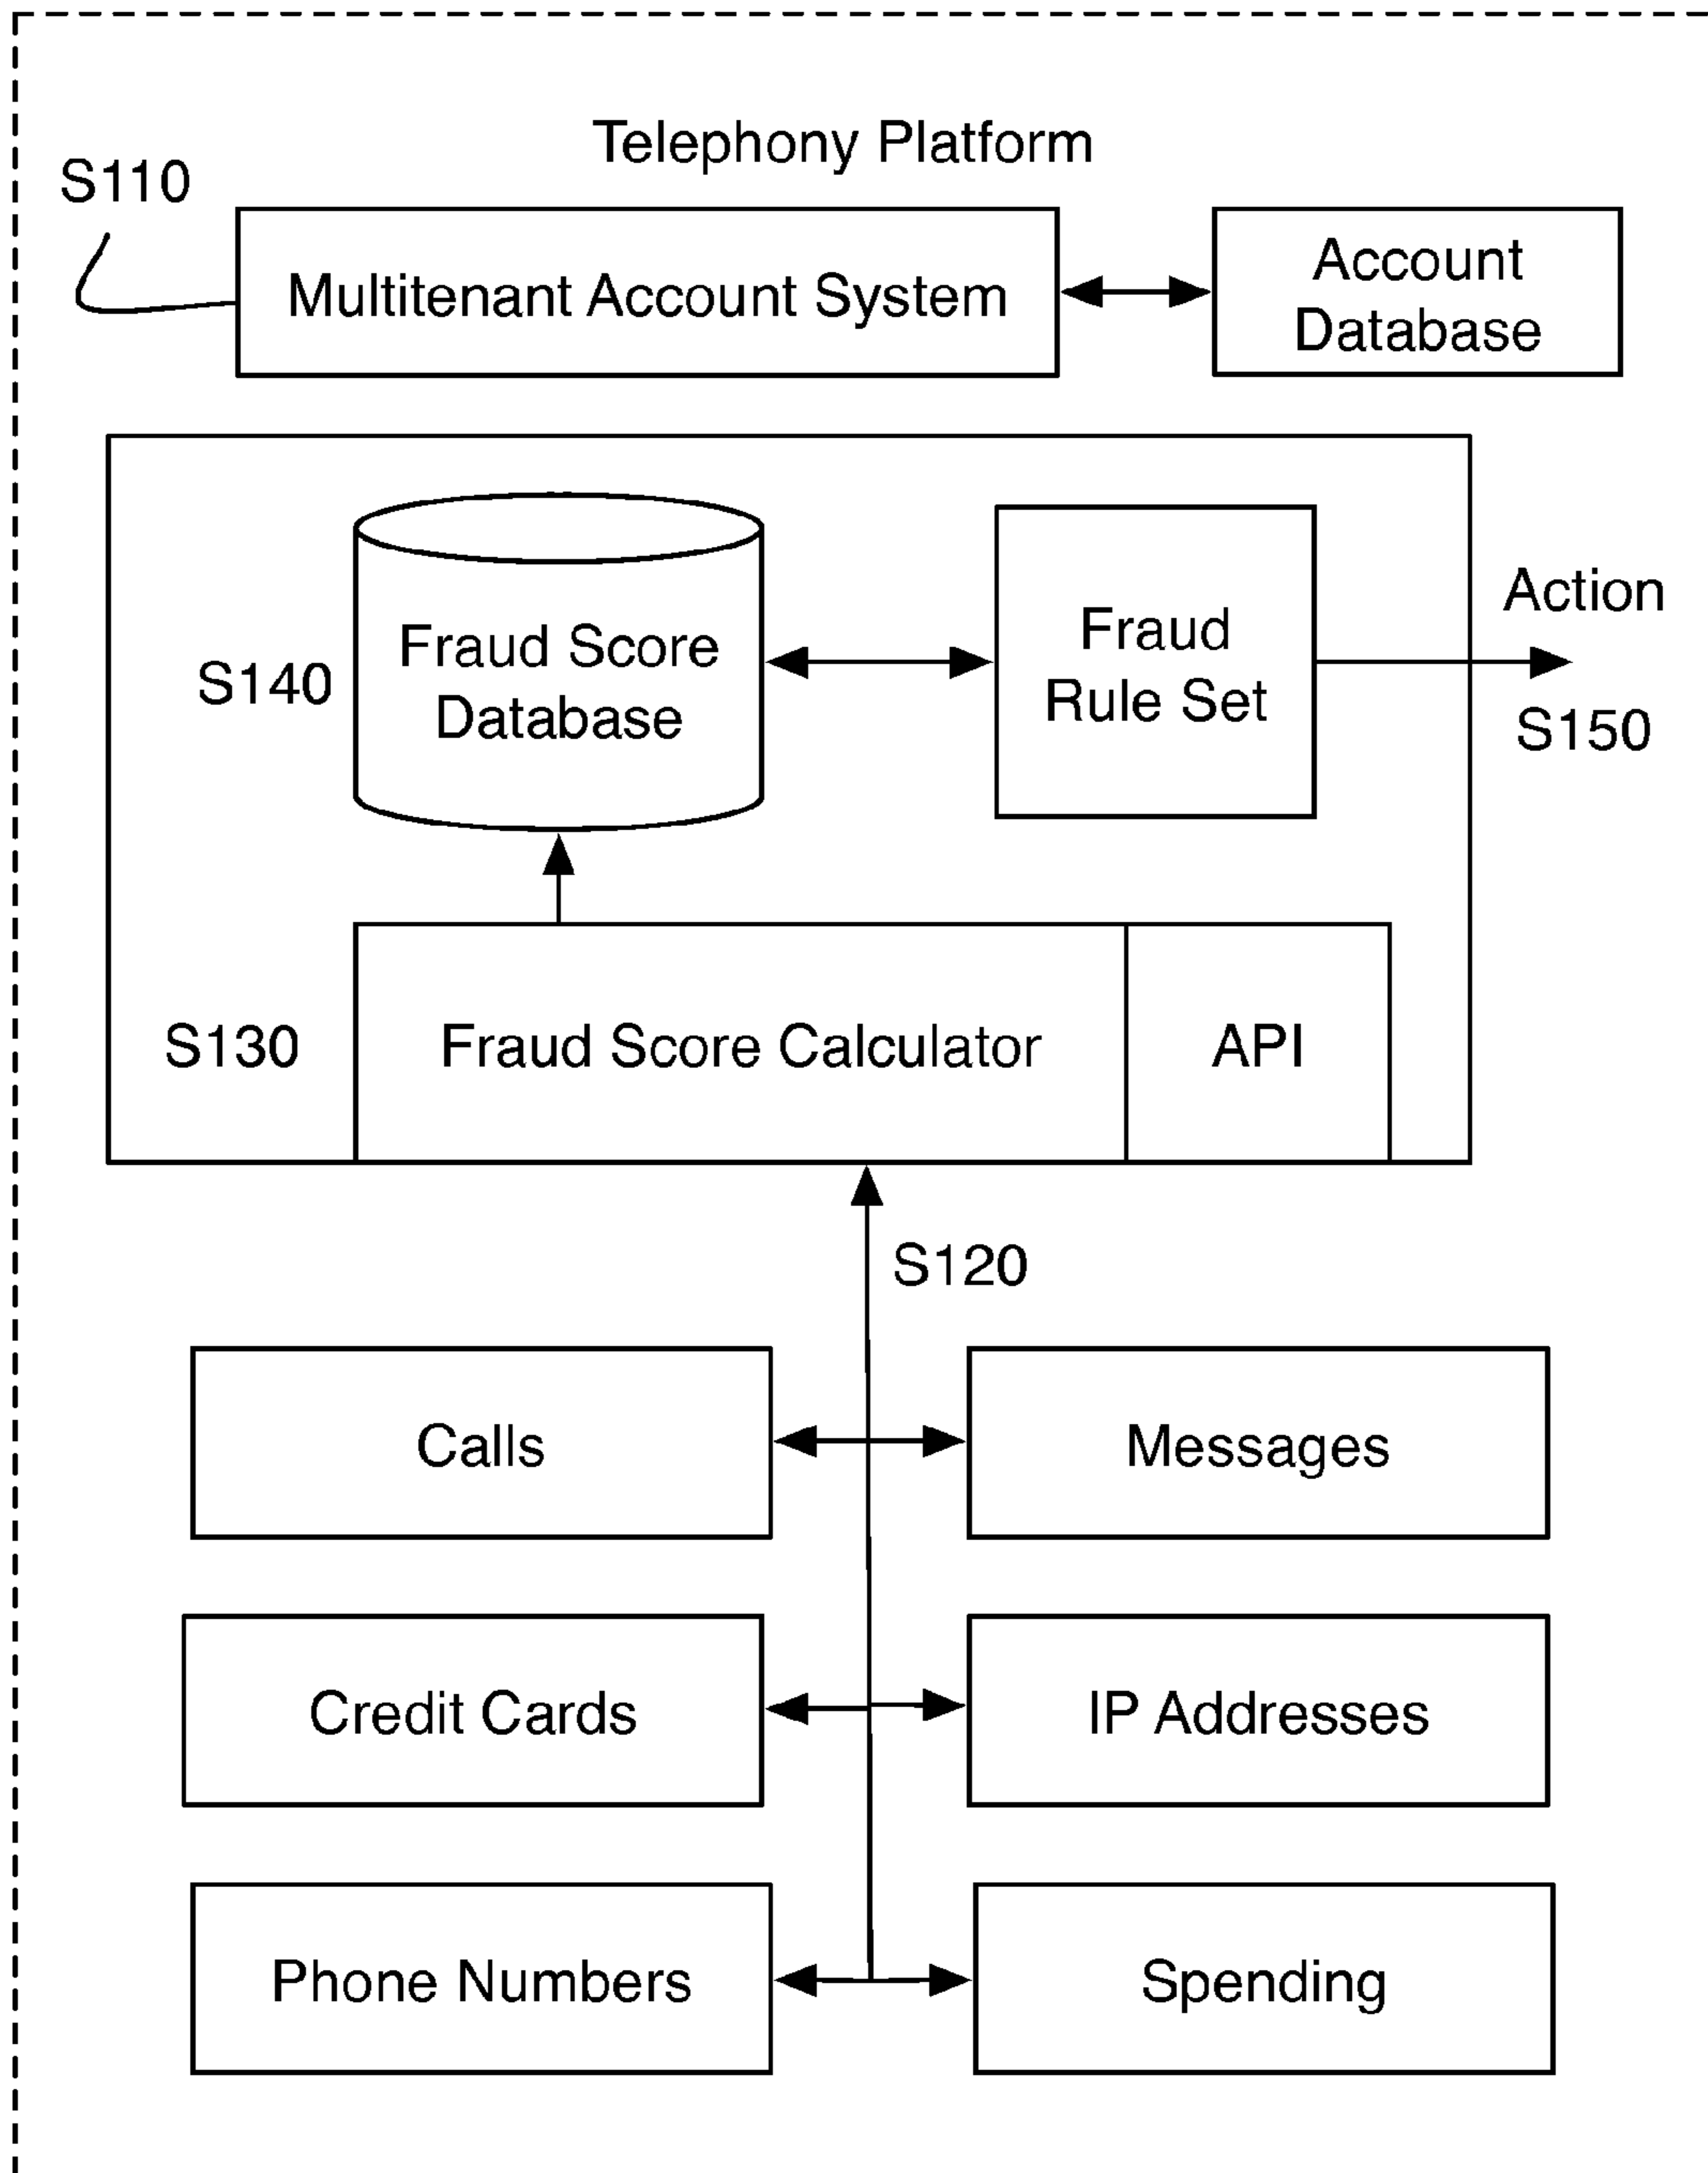 Telephony Platform
S110
Multitenant Account System
Account
Database
Fraud Score
Database
S140
Fraud
Rule Set
Action
S150
S130
Fraud Score Calculator
API
S120
Calls
Messages
Credit Cards
IP Addresses
Phone Numbers
Spending